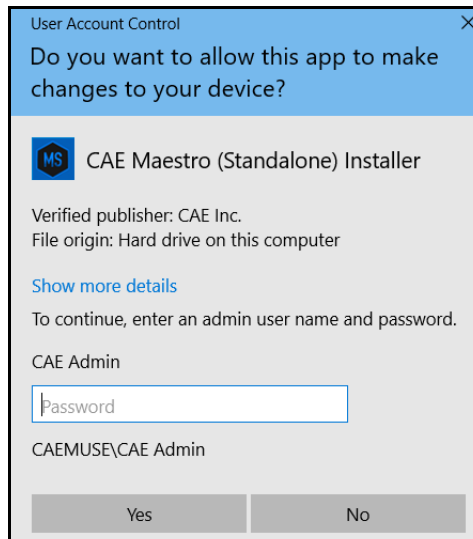 User Account Control
Do you want to allow this app to make
changes to your device?
MS
CAE Maestro (Standalone) Installer
Verified publisher: CAE Inc.
File origin: Hard drive on this computer
Show more details
To continue, enter an admin user name and password.
CAE Admin
Password
CAEMUSE\CAE Admin
Yes
No